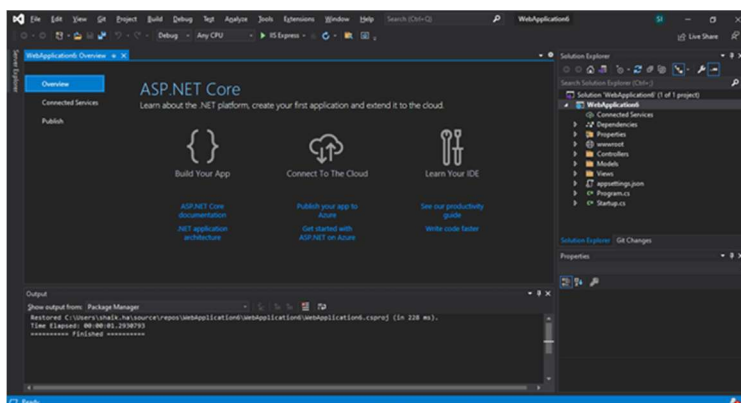 File Edit View Git Project Build Debug Test Analyze Tools Extensions Window Help Search (Ctrl+Q) WebApplication6 SI
Debug Any CPU IIS Express Live Share
Server Explorer
WebApplication6: Overview
Overview
Connected Services
Publish
ASP.NET Core
Learn about the .NET platform, create your first application and extend it to the cloud.
Build Your App
Connect To The Cloud
Learn Your IDE
ASP.NET Core
documentation
.NET application
architecture
Publish your app to
Azure
Get started with
ASP.NET on Azure
See our productivity
guide
Write code faster
Solution Explorer
Search Solution Explorer (Ctrl+;)
Solution 'WebApplication6' (1 of 1 project)
WebApplication6
Connected Services
Dependencies
Properties
wwwroot
Controllers
Models
Views
appsettings.json
Program.cs
Startup.cs
Solution Explorer Git Changes
Properties
Output
Show output from: Package Manager
Restored C:\Users\shaik.ha\source\repos\WebApplication6\WebApplication6\WebApplication6.csproj (in 228 ms).
Time Elapsed: 00:00:01.2930793
========== Finished ==========
Ready